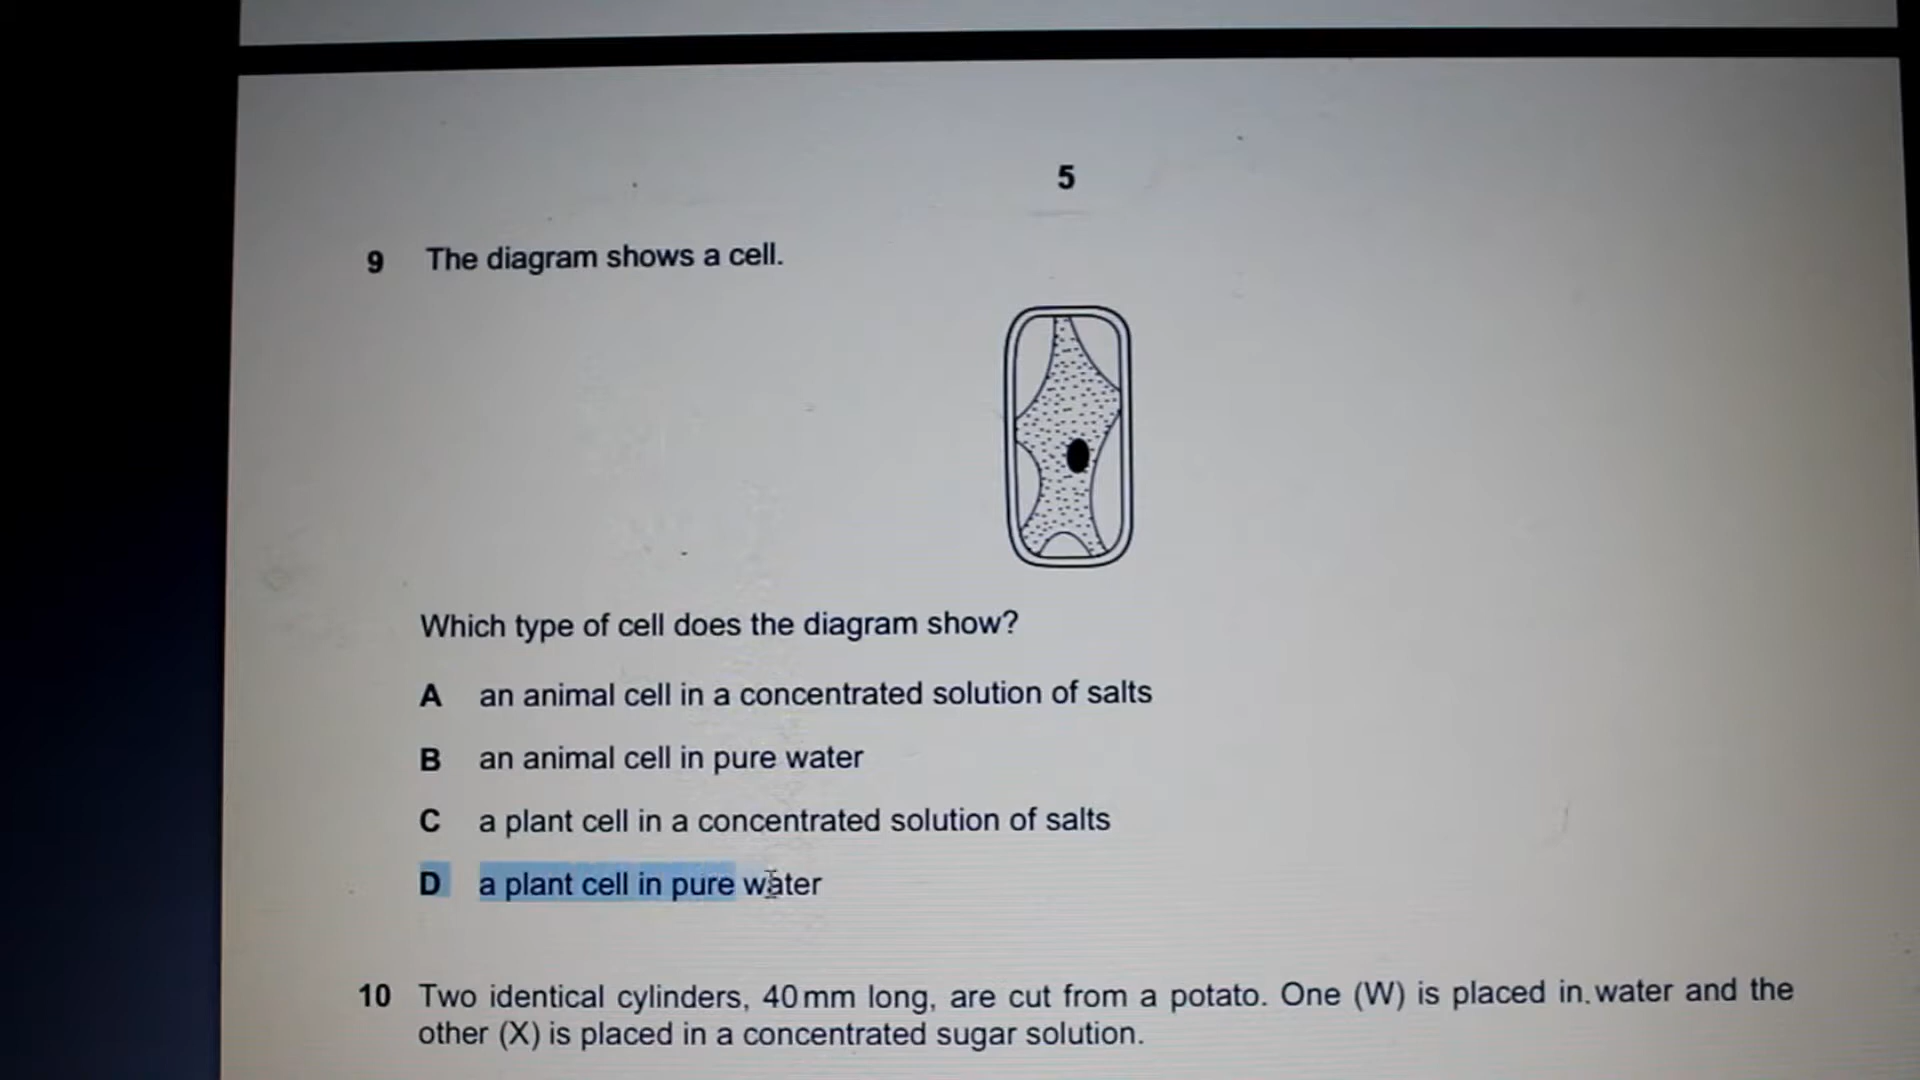 5
9 The diagram shows a cell.
Which type of cell does the diagram show?
A an animal cell in a concentrated solution of salts
B an animal cell in pure water
C a plant cell in a concentrated solution of salts
D a plant cell in pure water
10 Two identical cylinders, 40 mm long, are cut from a potato. One (W) is placed in water and the
other (X) is placed in a concentrated sugar solution.